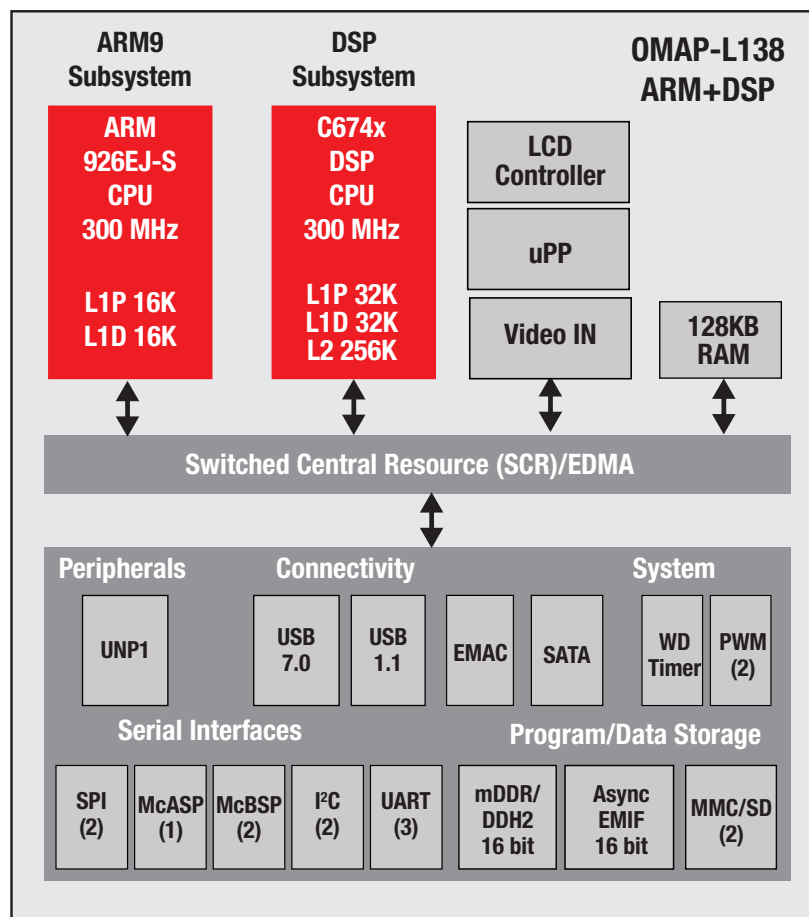 ARM9
Subsystem
DSP
Subsystem
OMAP-L138
ARM+DSP
ARM
926EJ-S
CPU
300 MHz
L1P 16K
L1D 16K
C674x
DSP
CPU
300 MHz
L1P 32K
L1D 32K
L2 256K
LCD
Controller
uPP
Video IN
128KB
RAM
Switched Central Resource (SCR)/EDMA
Peripherals
Connectivity
System
UNP1
USB
7.0
USB
1.1
EMAC
SATA
WD
Timer
PWM
(2)
Serial Interfaces
Program/Data Storage
SPI
(2)
McASP
(1)
McBSP
(2)
I²C
(2)
UART
(3)
mDDR/
DDH2
16 bit
Async
EMIF
16 bit
MMC/SD
(2)